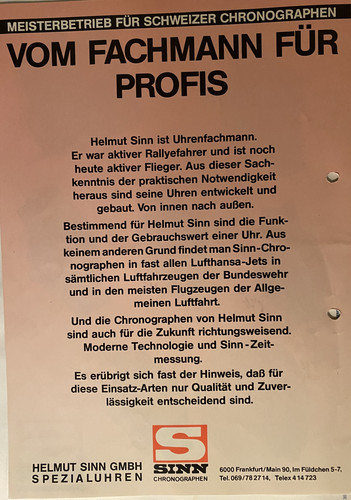 MEISTERBETRIEB FÜR SCHWEIZER CHRONOGRAPHEN
VOM FACHMANN FÜR
PROFIS
Helmut Sinn ist Uhrenfachmann.
Er war aktiver Rallyefahrer und ist noch
heute aktiver Flieger. Aus dieser Sach-
kenntnis der praktischen Notwendigkeit
heraus sind seine Uhren entwickelt und
gebaut. Von innen nach außen.
Bestimmend für Helmut Sinn sind die Funk-
tion und der Gebrauchswert einer Uhr. Aus
keinem anderen Grund findet man Sinn-Chro-
nographen in fast allen Lufthansa-Jets in
sämtlichen Luftfahrzeugen der Bundeswehr
und in den meisten Flugzeugen der Allge-
meinen Luftfahrt.
Und die Chronographen von Helmut Sinn
sind auch für die Zukunft richtungsweisend.
Moderne Technologie und Sinn-Zeit-
messung.
Es erübrigt sich fast der Hinweis, daß für
diese Einsatz-Arten nur Qualität und Zuver-
lässigkeit entscheidend sind.
S
SINN
CHRONOGRAPHEN
HELMUT SINN GMBH
SPEZIALUHREN
6000 Frankfurt/Main 90, Im Füldchen 5-7.
Tel. 069/78 27 14, Telex 414 723